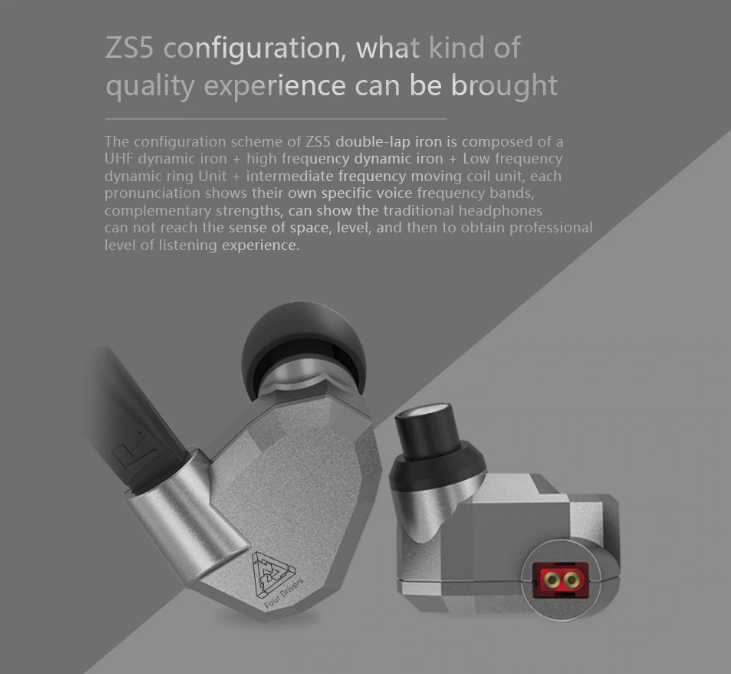 ZS5 configuration, what kind of
quality experience can be brought
The configuration scheme of ZS5 double-lap iron is composed of a
UHF dynamic iron + high frequency dynamic iron + Low frequency
dynamic ring Unit + intermediate frequency moving coil unit, each
pronunciation shows their own specific voice frequency bands,
complementary strengths, can show the traditional headphones
can not reach the sense of space, level, and then to obtain professional
level of listening experience.
Four Drivers